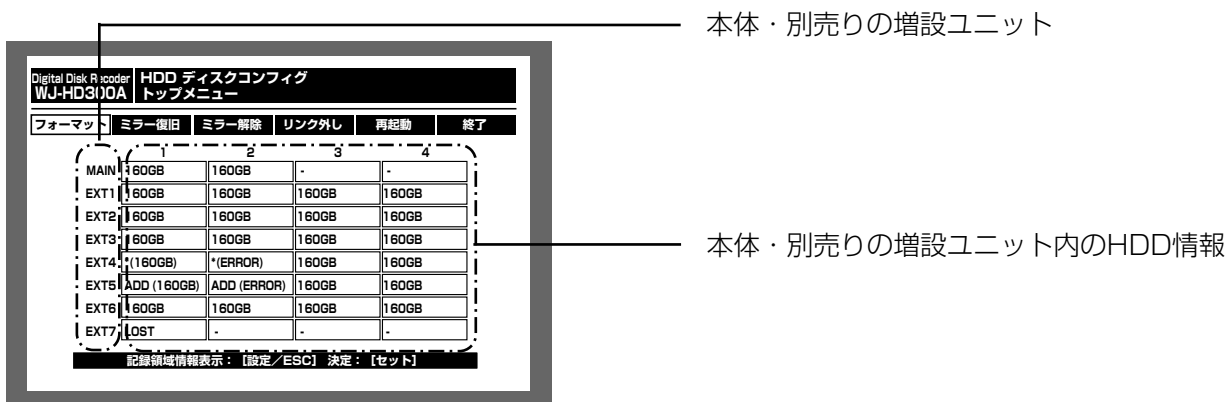 本体・別売りの増設ユニット
Digital Disk Recoder HDD ディスクコンフィグ
WJ-HD300A トップメニュー
フォーマット ミラー復旧 ミラー解除 リンク外し 再起動 終了
1 2 3 4
MAIN 160GB 160GB - -
EXT1 160GB 160GB 160GB 160GB
EXT2 160GB 160GB 160GB 160GB
EXT3 160GB 160GB 160GB 160GB
本体・別売りの増設ユニット内のHDD情報
EXT4 *(160GB) *(ERROR) 160GB 160GB
EXT5 ADD (160GB) ADD (ERROR) 160GB 160GB
EXT6 160GB 160GB 160GB 160GB
EXT7 LOST - - -
記録領域情報表示：［設定／ESC］ 決定：［セット］